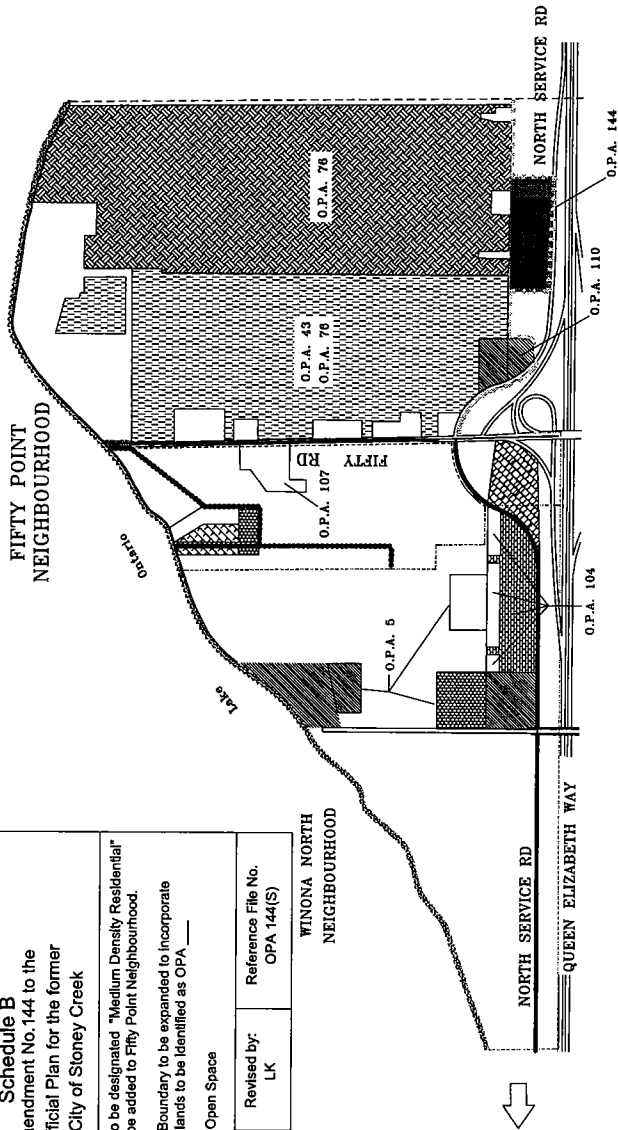 Schedule B
endment No.144 to the
ficial Plan for the former
City of Stoney Creek
o be designated "Medium Density Residential"
be added to Fifty Point Neighbourhood.
Boundary to be expanded to incorporate
lands to be identified as OPA ___
Open Space
Revised by:
LK
Reference File No.
OPA 144(S)
FIFTY POINT
NEIGHBOURHOOD
Ontario
Lake
WINONA NORTH
NEIGHBOURHOOD
O.P.A. 76
O.P.A. 43
O.P.A. 76
FIFTY RD
O.P.A. 107
O.P.A. 5
O.P.A. 104
O.P.A. 110
O.P.A. 144
NORTH SERVICE RD
NORTH SERVICE RD
QUEEN ELIZABETH WAY